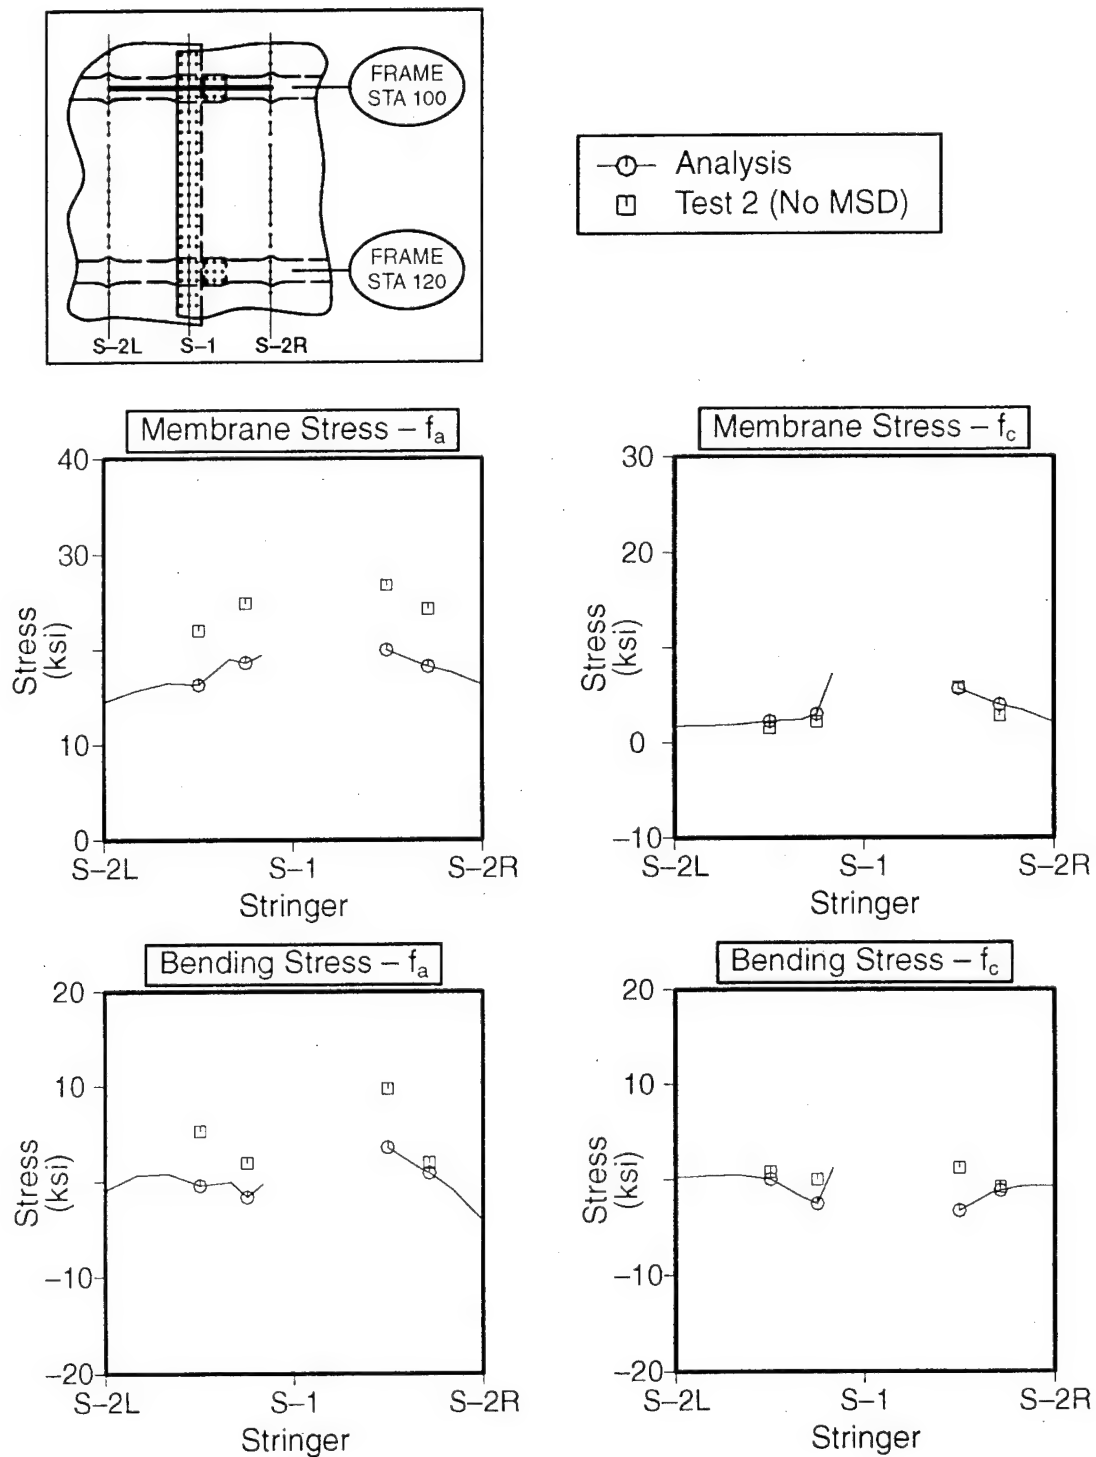 FRAME
STA 100
FRAME
STA 120
S–2L S–1 S–2R
Analysis
Test 2 (No MSD)
Membrane Stress – fa
40
30
10
0
Stress
(ksi)
S–2L S–1 S–2R
Stringer
Membrane Stress – fc
30
20
0
–10
Stress
(ksi)
S–2L S–1 S–2R
Stringer
Bending Stress – fa
20
10
–10
–20
Stress
(ksi)
S–2L S–1 S–2R
Stringer
Bending Stress – fc
20
10
–10
–20
Stress
(ksi)
S–2L S–1 S–2R
Stringer